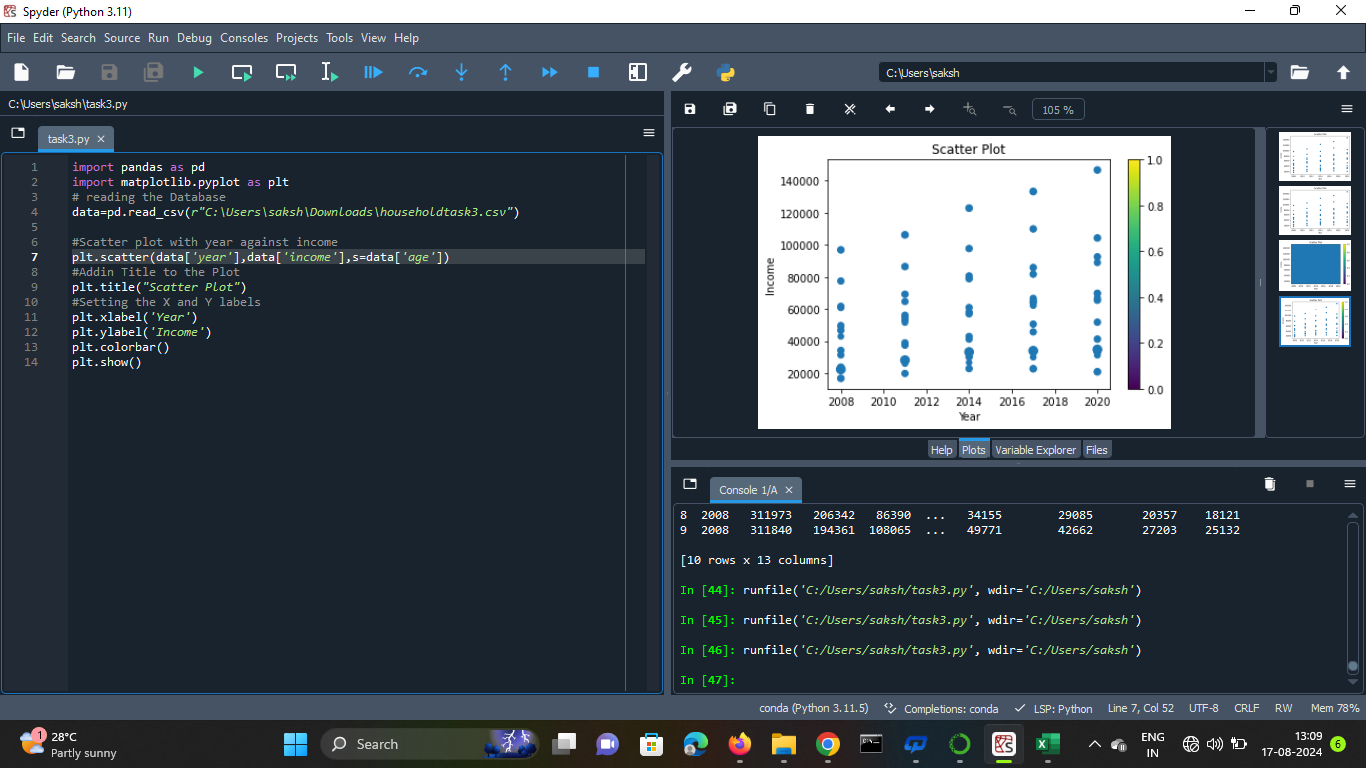 Spyder (Python 3.11)
File Edit Search Source Run Debug Consoles Projects Tools View Help
C:\Users\saksh
C:\Users\saksh\task3.py
task3.py
1 import pandas as pd
2 import matplotlib.pyplot as plt
3 # reading the Database
4 data=pd.read_csv(r"C:\Users\saksh\Downloads\householdtask3.csv")
5
6 #Scatter plot with year against income
7 plt.scatter(data['year'],data['income'],s=data['age'])
8 #Addin Title to the Plot
9 plt.title("Scatter Plot")
10 #Setting the X and Y labels
11 plt.xlabel('Year')
12 plt.ylabel('Income')
13 plt.colorbar()
14 plt.show()
105 %
Scatter Plot
140000
120000
100000
80000
60000
40000
20000
Income
2008 2010 2012 2014 2016 2018 2020
Year
1.0
0.8
0.6
0.4
0.2
0.0
Help Plots Variable Explorer Files
Console 1/A
8 2008 311973 206342 86390 ... 34155 29085 20357 18121
9 2008 311840 194361 108065 ... 49771 42662 27203 25132
[10 rows x 13 columns]
In [44]: runfile('C:/Users/saksh/task3.py', wdir='C:/Users/saksh')
In [45]: runfile('C:/Users/saksh/task3.py', wdir='C:/Users/saksh')
In [46]: runfile('C:/Users/saksh/task3.py', wdir='C:/Users/saksh')
In [47]:
conda (Python 3.11.5) Completions: conda LSP: Python Line 7, Col 52 UTF-8 CRLF RW Mem 78%
1
28°C
Partly sunny
Search
ENG
IN
13:09
17-08-2024
6